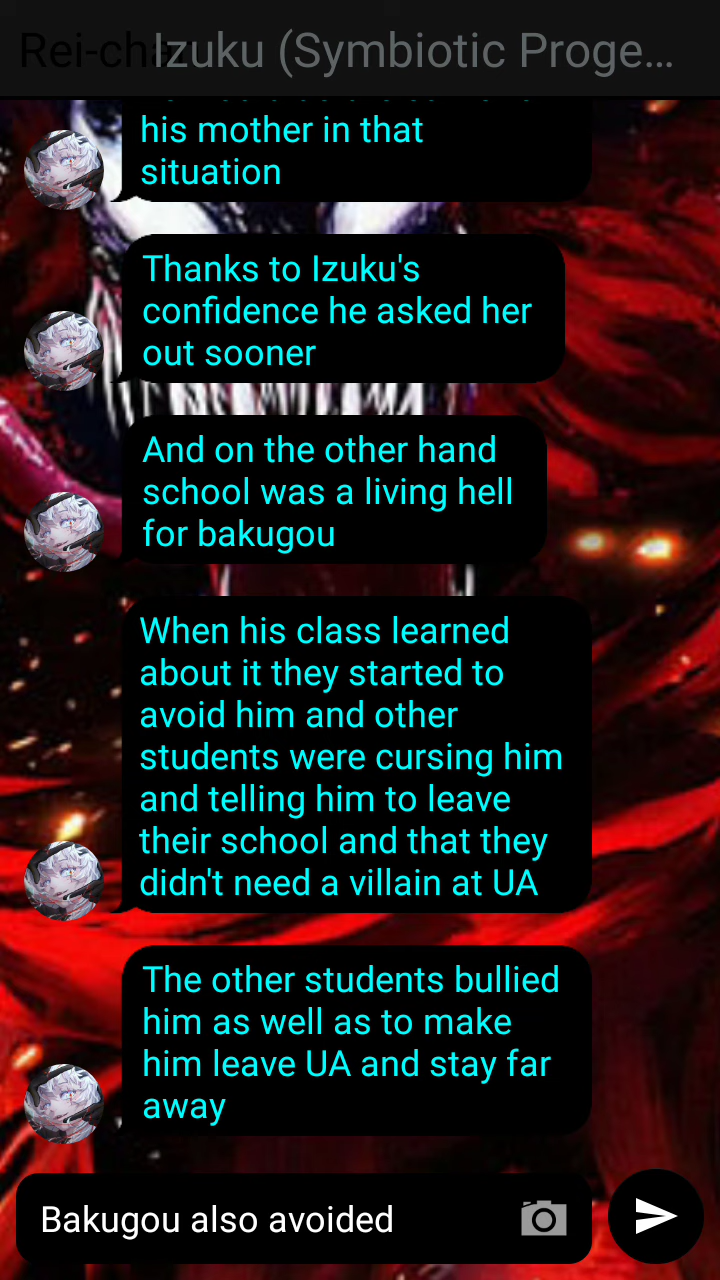 Rei-cha
Izuku (Symbiotic Proge…
his mother in that
situation
Thanks to Izuku's
confidence he asked her
out sooner
And on the other hand
school was a living hell
for bakugou
When his class learned
about it they started to
avoid him and other
students were cursing him
and telling him to leave
their school and that they
didn't need a villain at UA
The other students bullied
him as well as to make
him leave UA and stay far
away
Bakugou also avoided